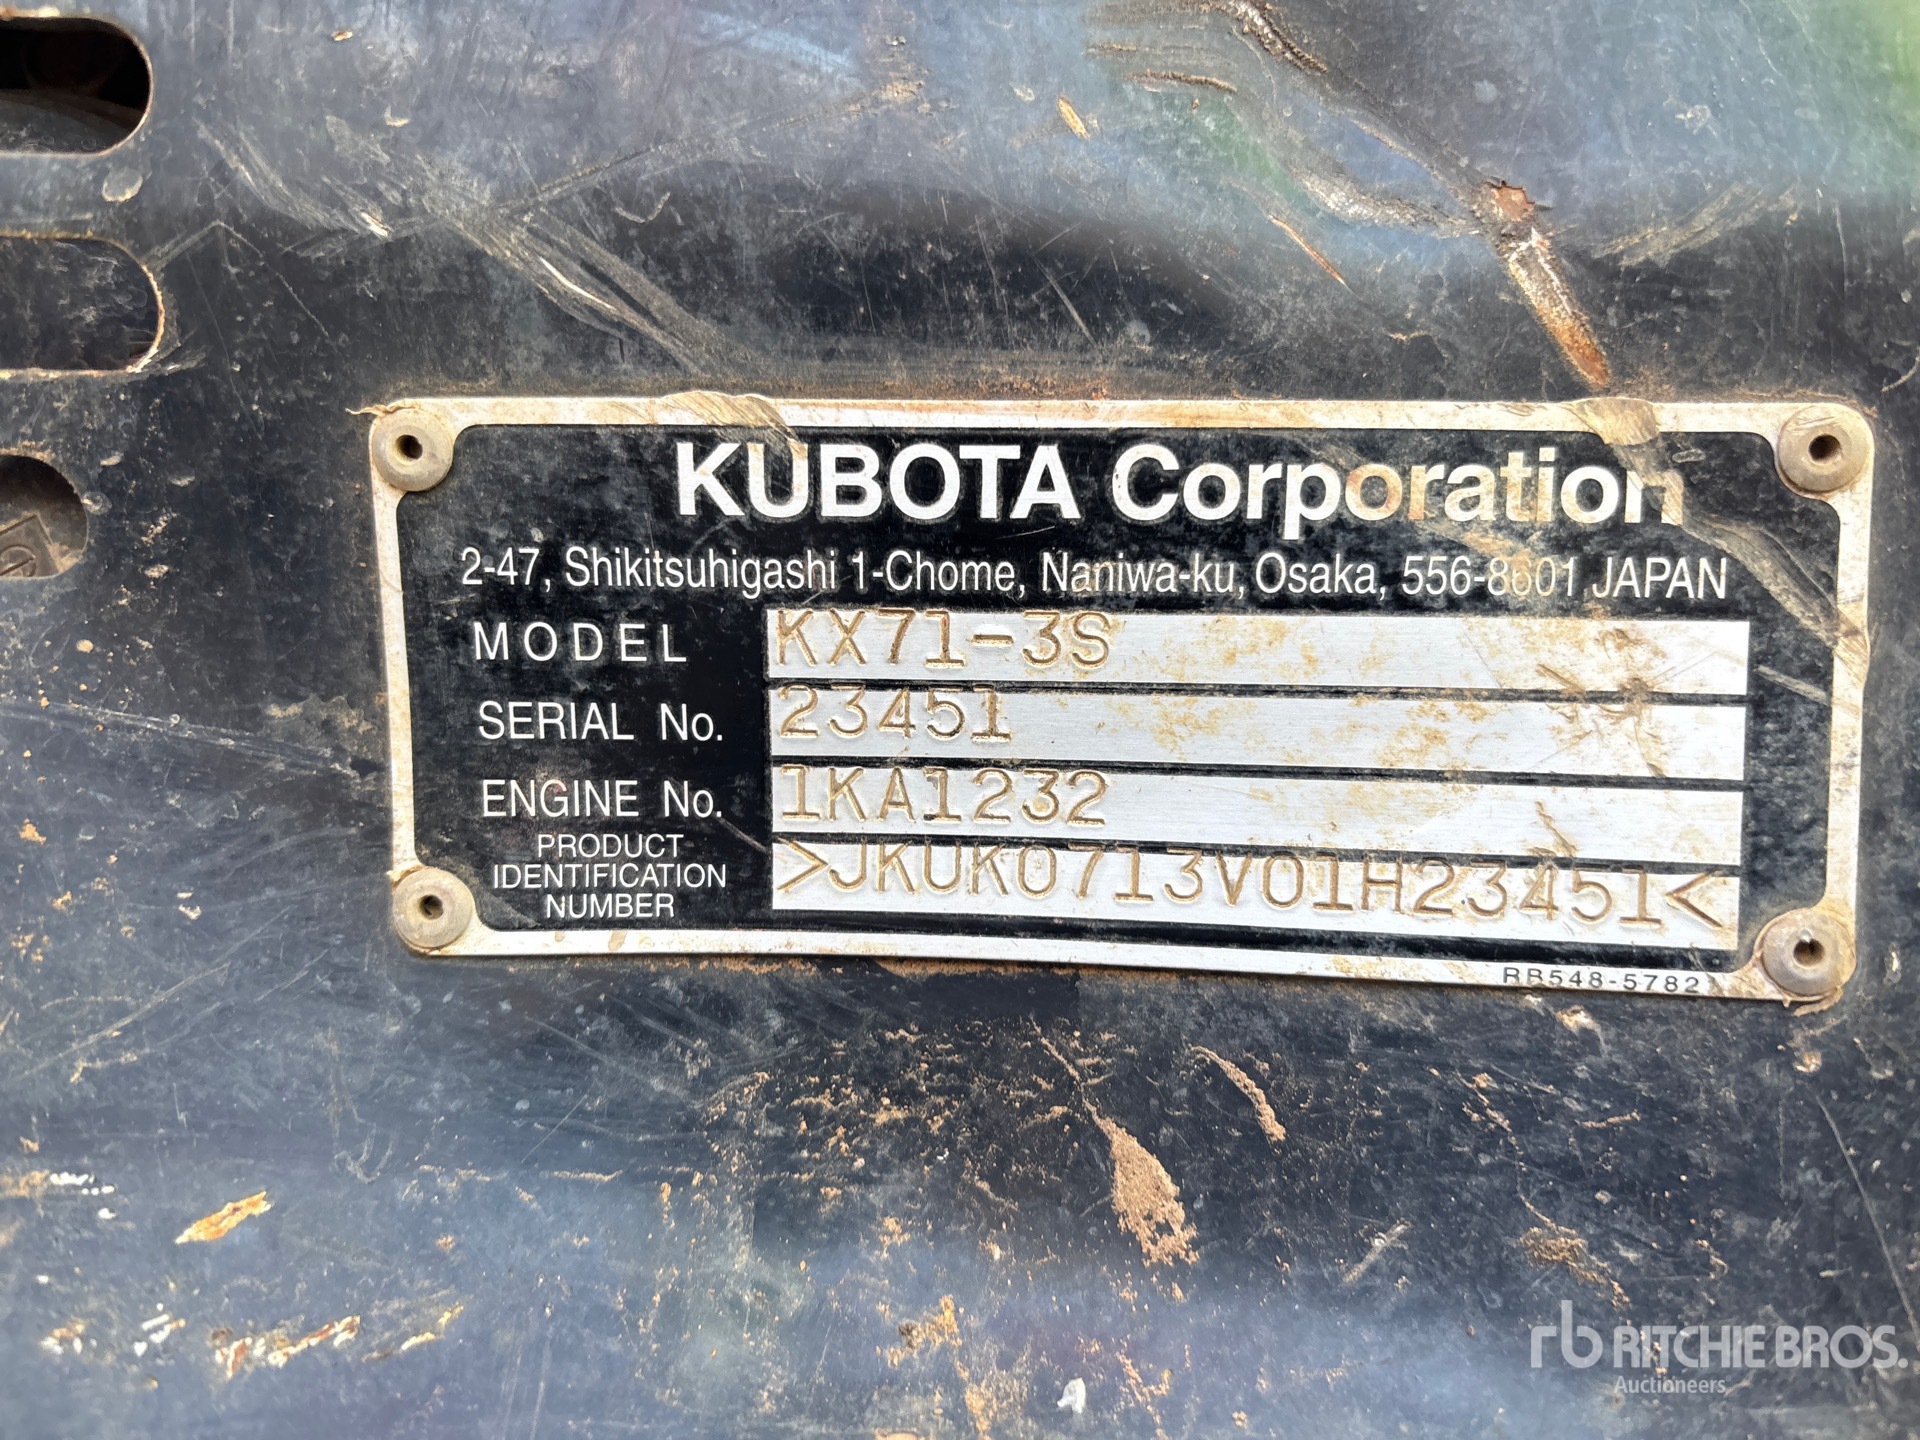 KUBOTA Corporation
2-47, Shikitsuhigashi 1-Chome, Naniwa-ku, Osaka, 556-8601 JAPAN
MODEL KX71-3S
SERIAL No. 23451
ENGINE No. 1KA1232
PRODUCT
IDENTIFICATION
NUMBER >JKUK0713V01H23451<
RB548-5782
rb RITCHIE BROS.
Auctioneers